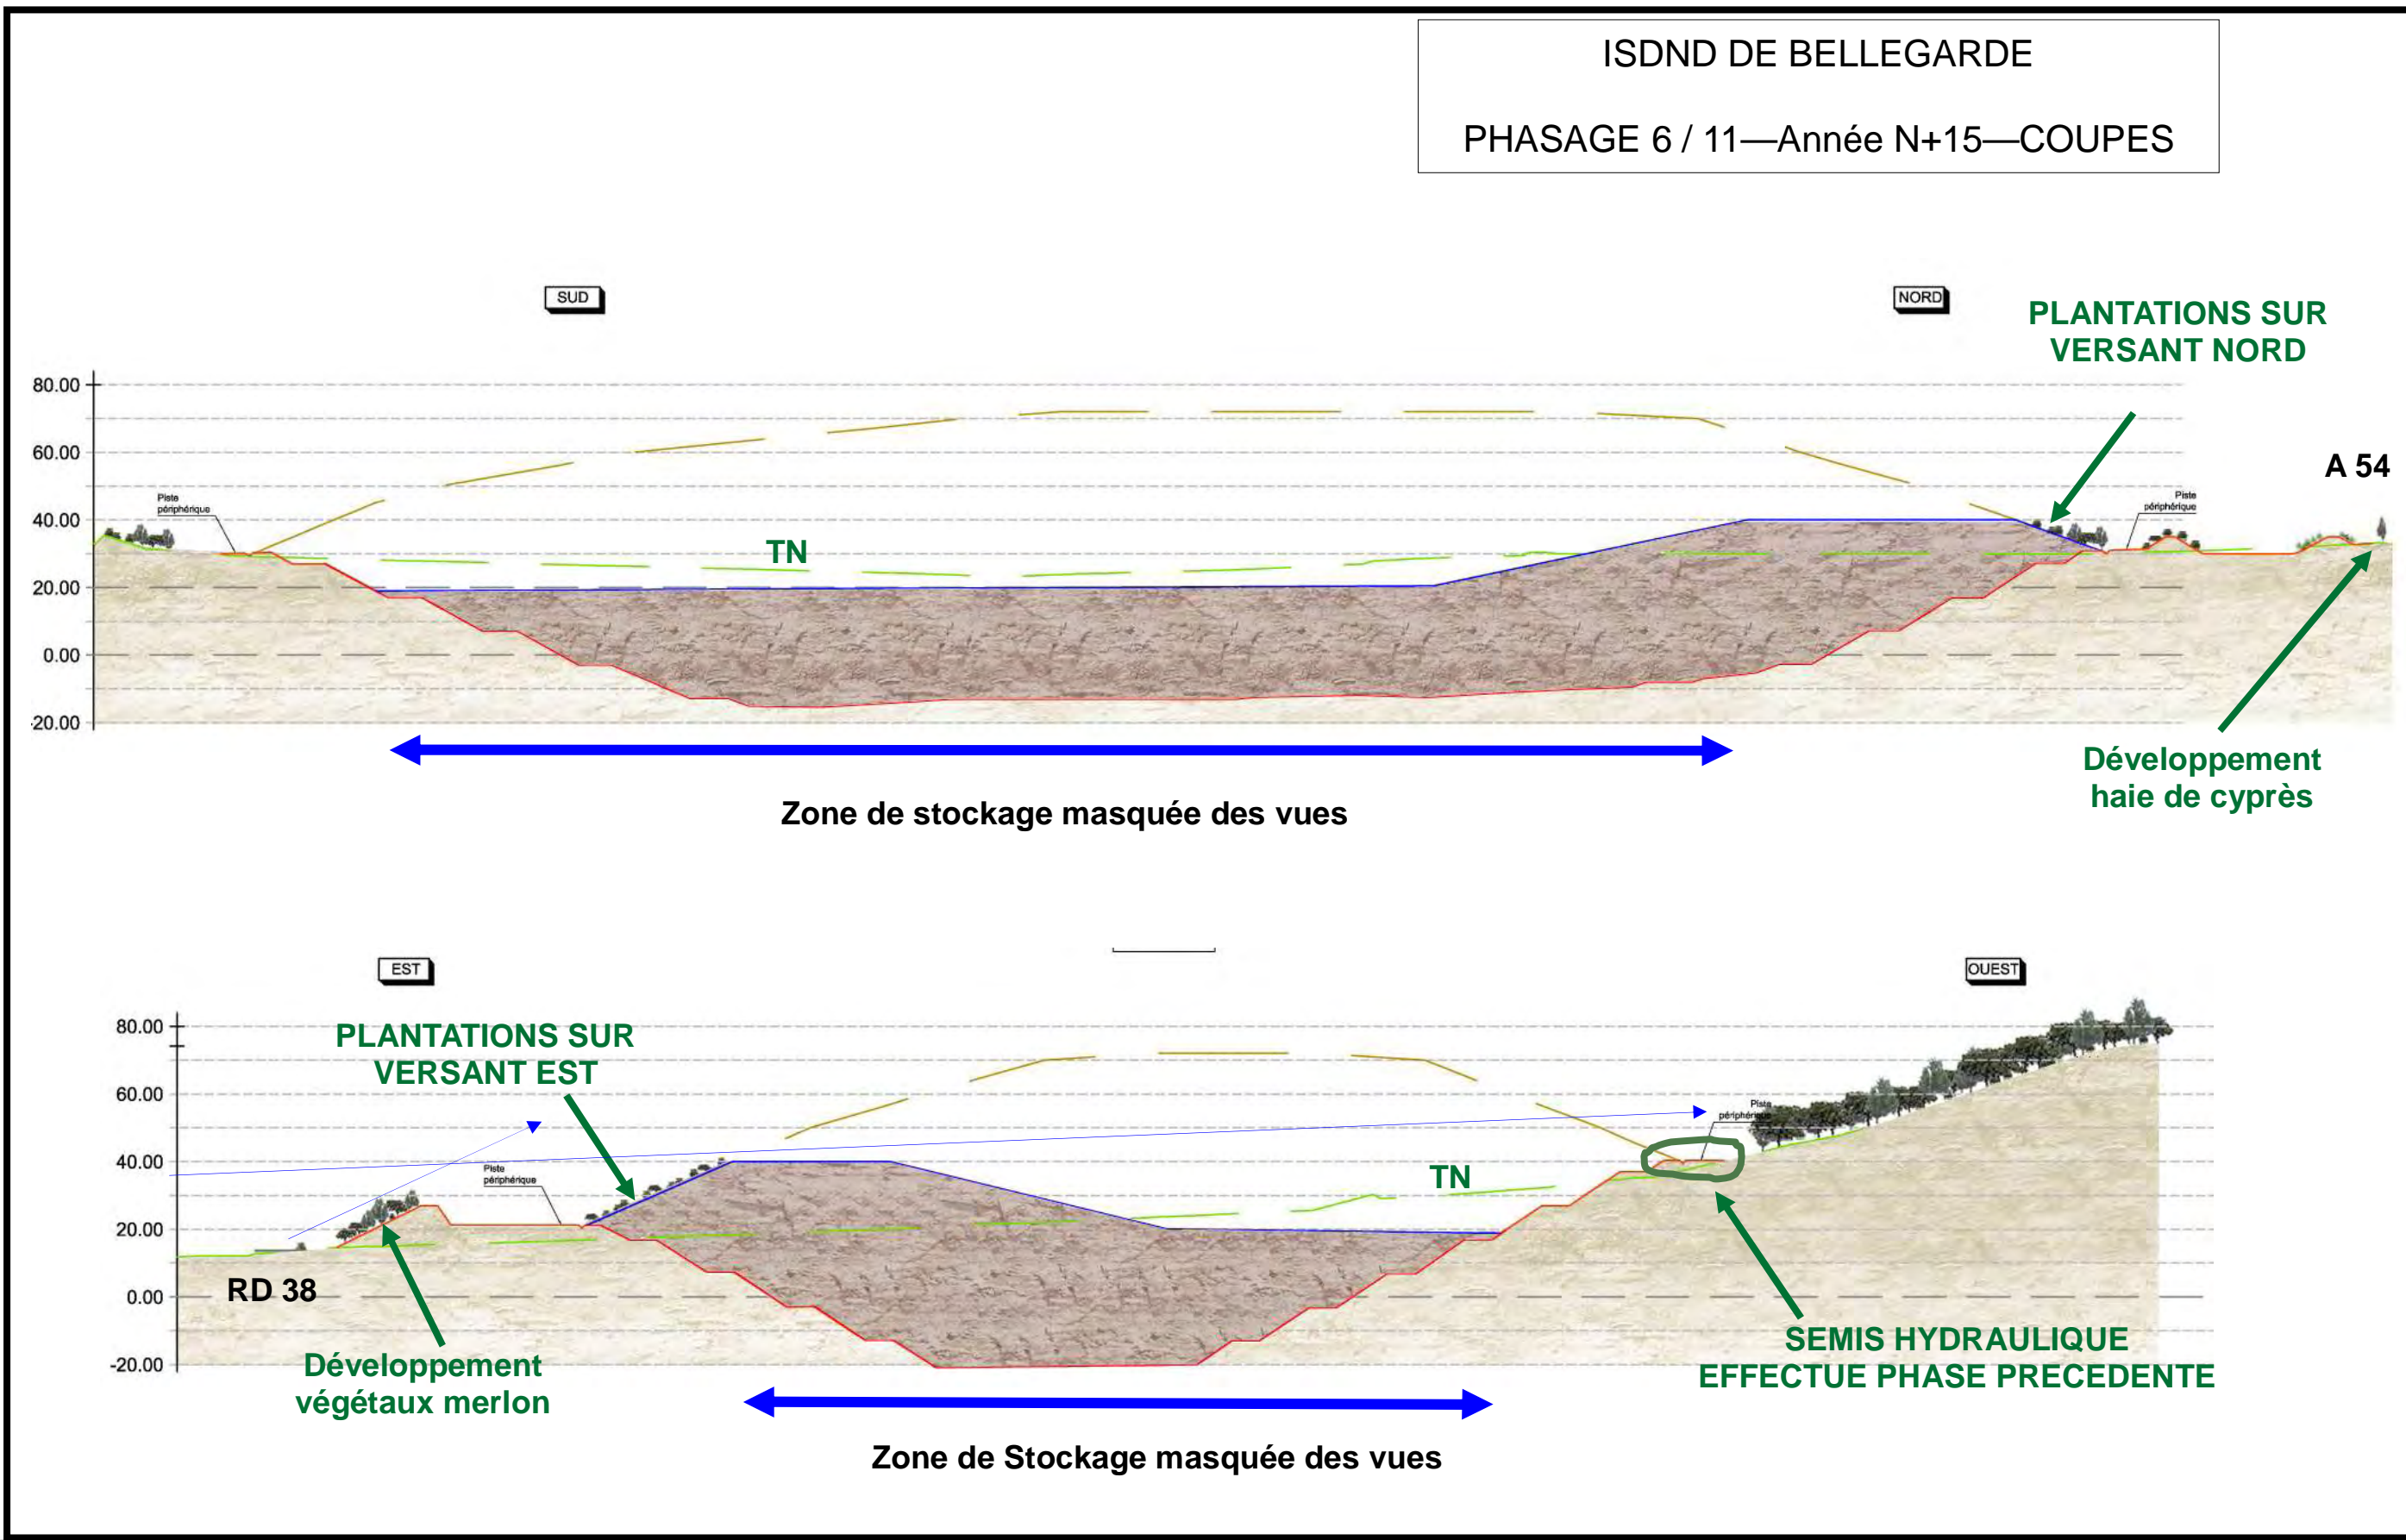 ISDND DE BELLEGARDE
PHASAGE 6 / 11—Année N+15—COUPES
SUD
NORD
PLANTATIONS SUR
VERSANT NORD
A 54
80.00
60.00
40.00
20.00
0.00
-20.00
Piste
périphérique
TN
Piste
périphérique
Zone de stockage masquée des vues
Développement
haie de cyprès
EST
OUEST
PLANTATIONS SUR
VERSANT EST
80.00
60.00
40.00
20.00
0.00
-20.00
Piste
périphérique
TN
Piste
périphérique
RD 38
Développement
végétaux merlon
SEMIS HYDRAULIQUE
EFFECTUE PHASE PRECEDENTE
Zone de Stockage masquée des vues